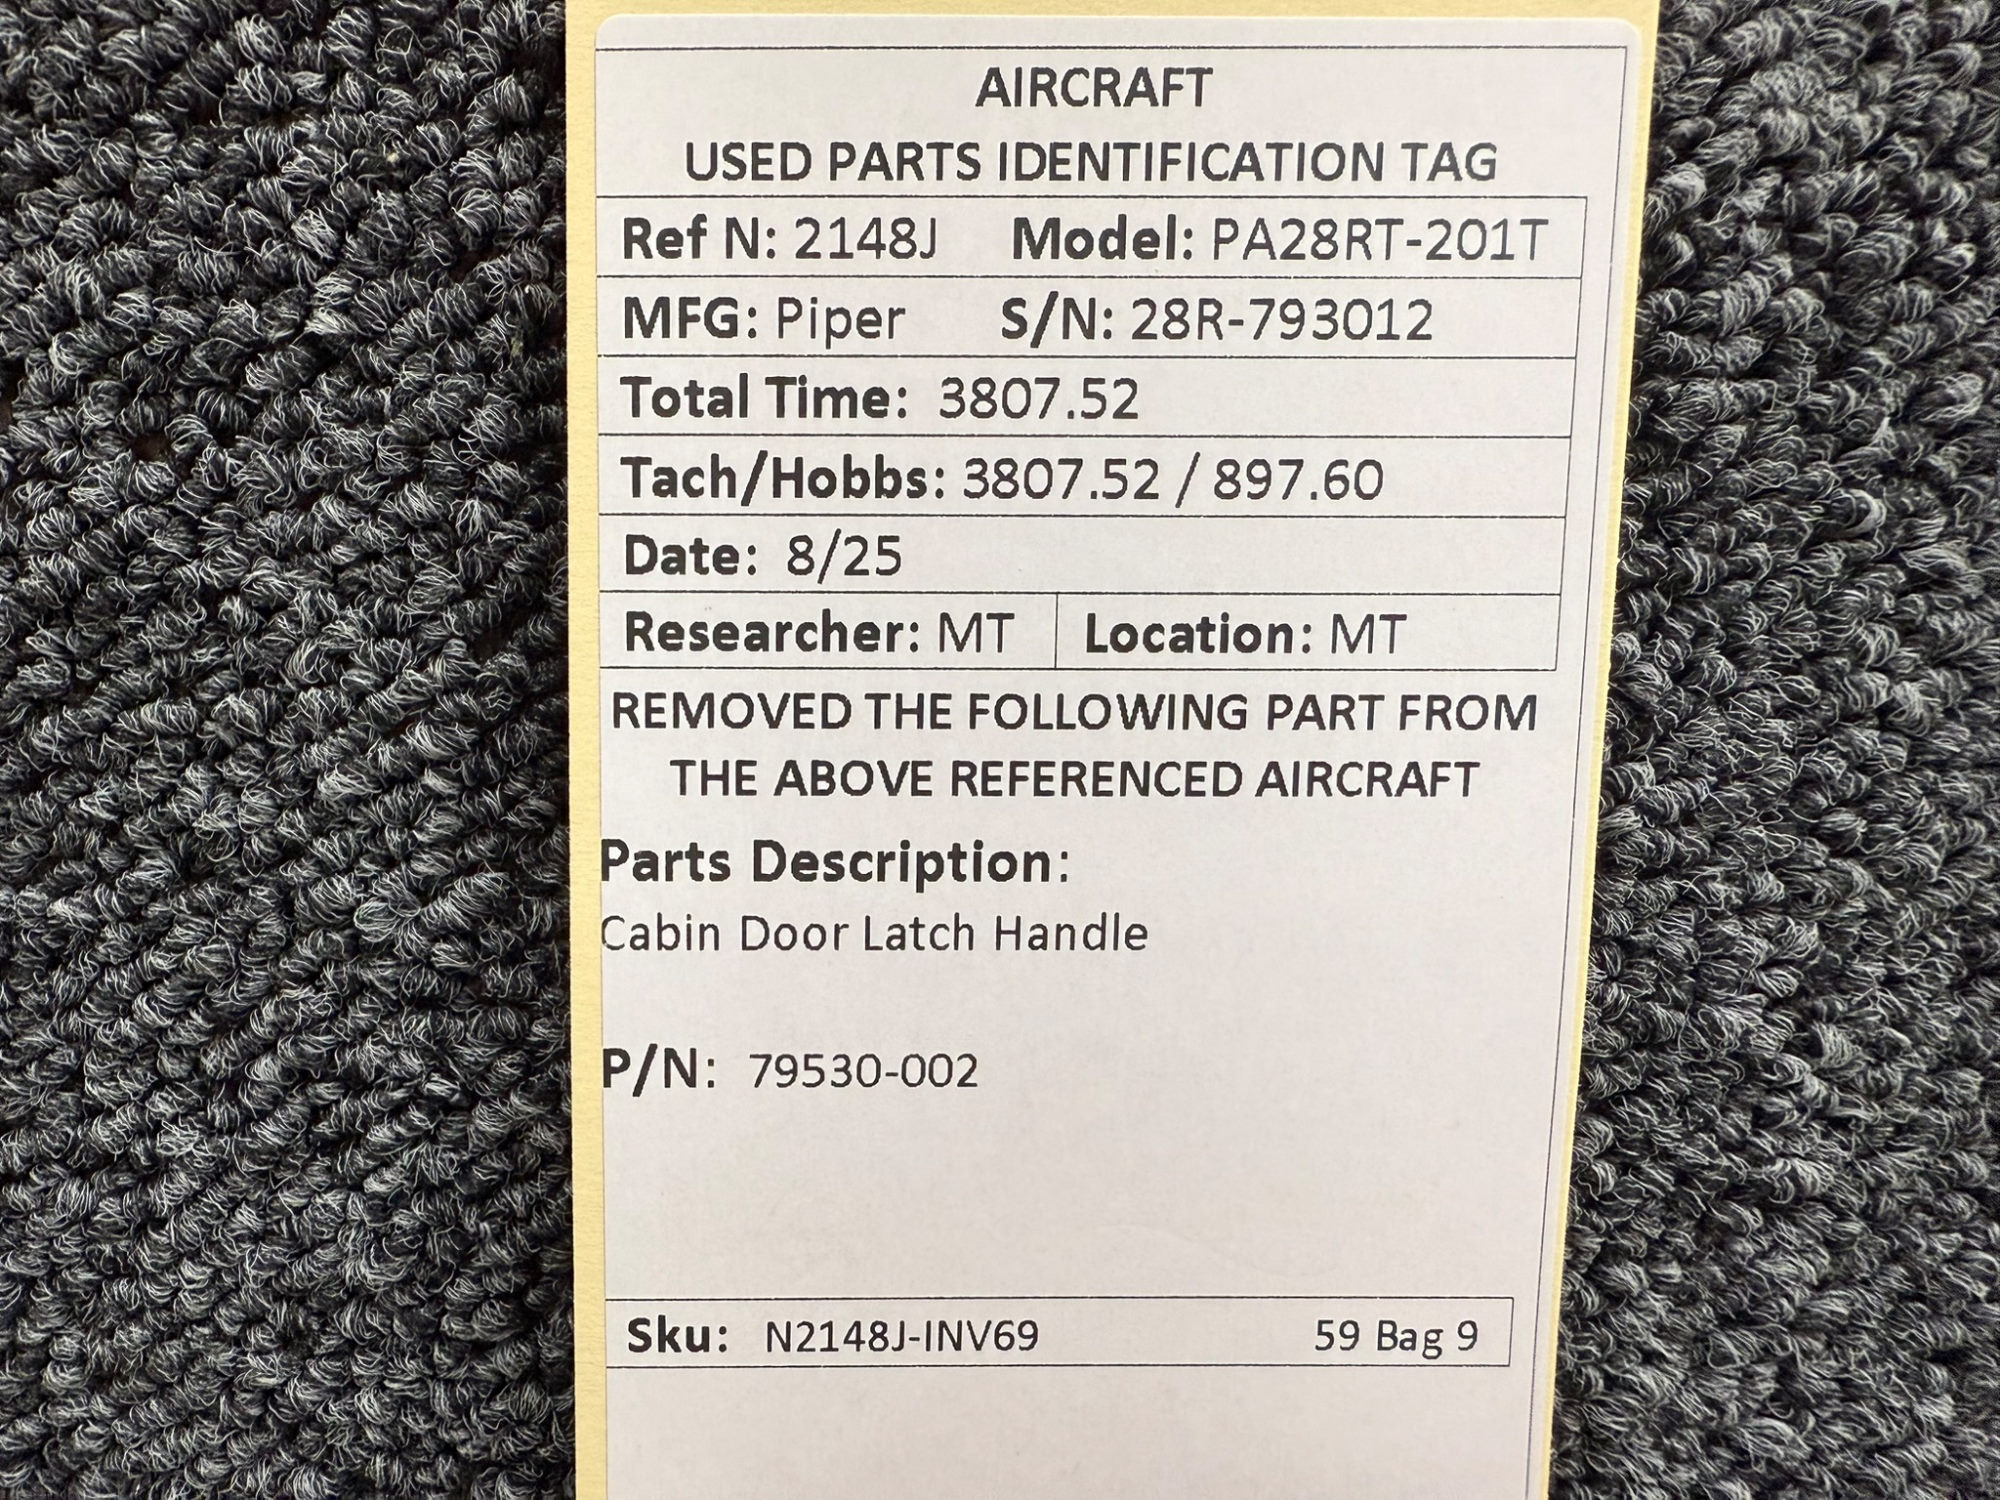 AIRCRAFT
USED PARTS IDENTIFICATION TAG
Ref N: 2148J Model: PA28RT-201T
MFG: Piper S/N: 28R-793012
Total Time: 3807.52
Tach/Hobbs: 3807.52 / 897.60
Date: 8/25
Researcher: MT Location: MT
REMOVED THE FOLLOWING PART FROM
THE ABOVE REFERENCED AIRCRAFT
Parts Description:
Cabin Door Latch Handle
P/N: 79530-002
Sku: N2148J-INV69 59 Bag 9